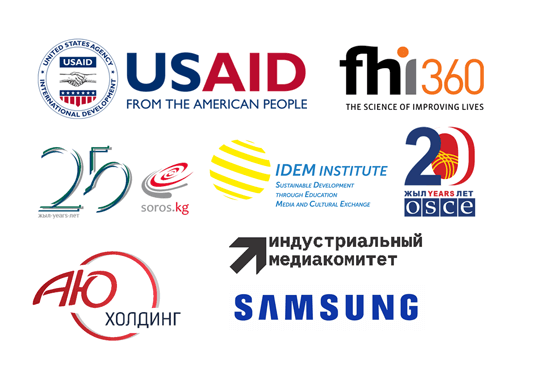 UNITED STATES AGENCY
USAID
INTERNATIONAL DEVELOPMENT
USAID
FROM THE AMERICAN PEOPLE
fhi360
THE SCIENCE OF IMPROVING LIVES
25
жыл·years·лет
soros.kg
IDEM INSTITUTE
SUSTAINABLE DEVELOPMENT
THROUGH EDUCATION
MEDIA AND CULTURAL EXCHANGE
20
ЖЫЛ YEARS ЛЕТ
OSCE
индустриальный
медиакомитет
АЮ
ХОЛДИНГ
SAMSUNG